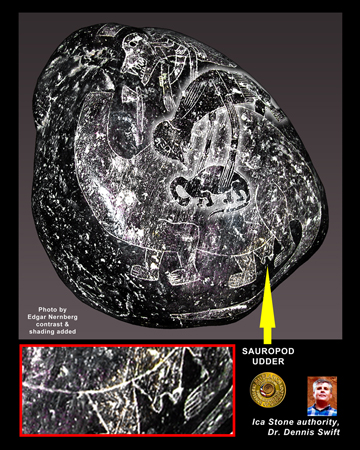 Photo by
Edgar Nernberg
contrast &
shading added
SAUROPOD
UDDER
Ica Stone authority,
Dr. Dennis Swift